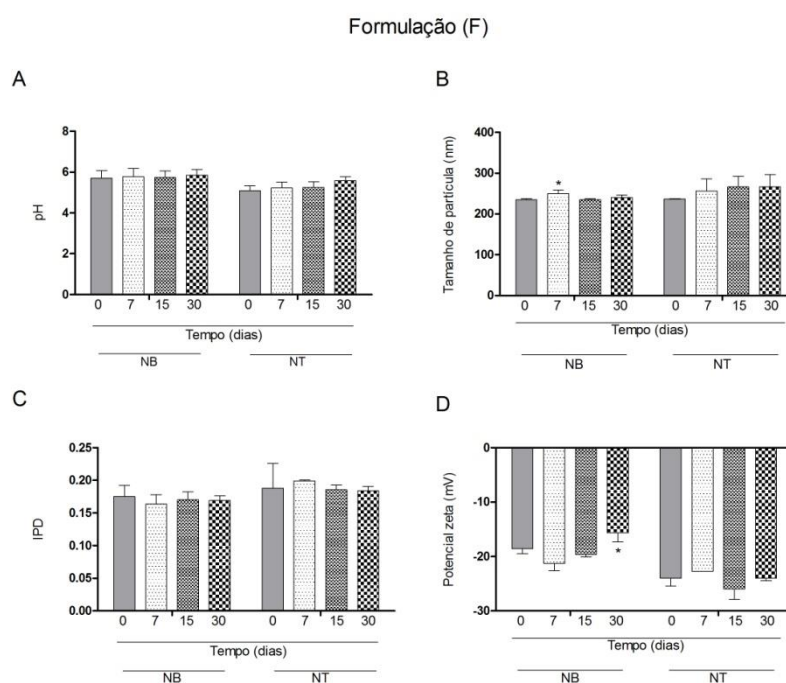 Formulação (F)
A
8
6
4
2
0
pH
0 7 15 30 0 7 15 30
Tempo (dias)
NB NT
B
400
300
200
100
0
Tamanho de partícula (nm)
*
0 7 15 30 0 7 15 30
Tempo (dias)
NB NT
C
0.25
0.20
0.15
0.10
0.05
0.00
IPD
0 7 15 30 0 7 15 30
Tempo (dias)
NB NT
D
0
-10
-20
-30
Potencial zeta (mV)
*
0 7 15 30 0 7 15 30
Tempo (dias)
NB NT